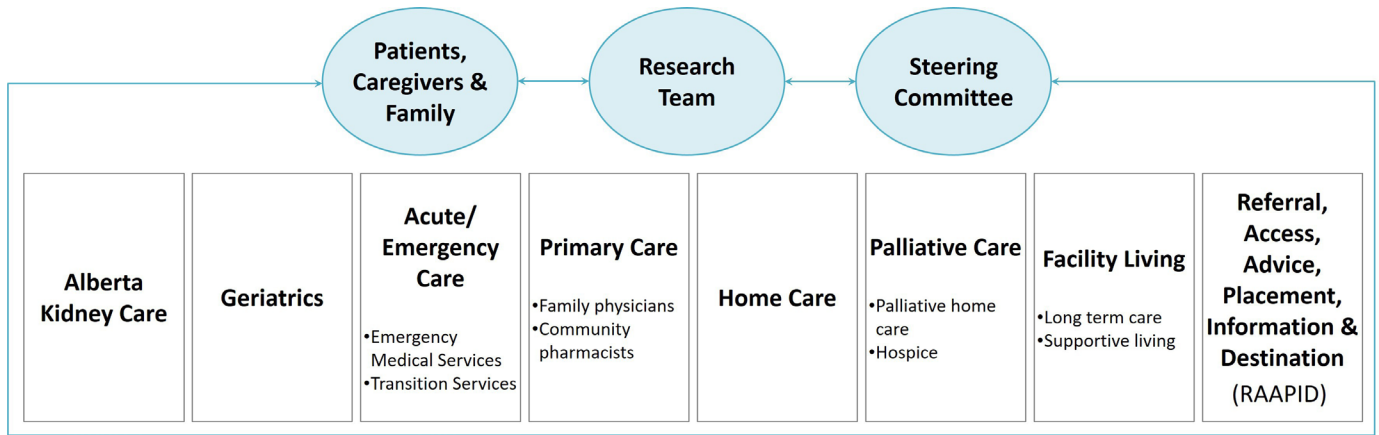 Patients,
Caregivers &
Family
Research
Team
Steering
Committee
Alberta
Kidney Care
Geriatrics
Acute/
Emergency
Care
•Emergency
Medical Services
•Transition Services
Primary Care
•Family physicians
•Community
pharmacists
Home Care
Palliative Care
•Palliative home
care
•Hospice
Facility Living
•Long term care
•Supportive living
Referral,
Access,
Advice,
Placement,
Information &
Destination
(RAAPID)